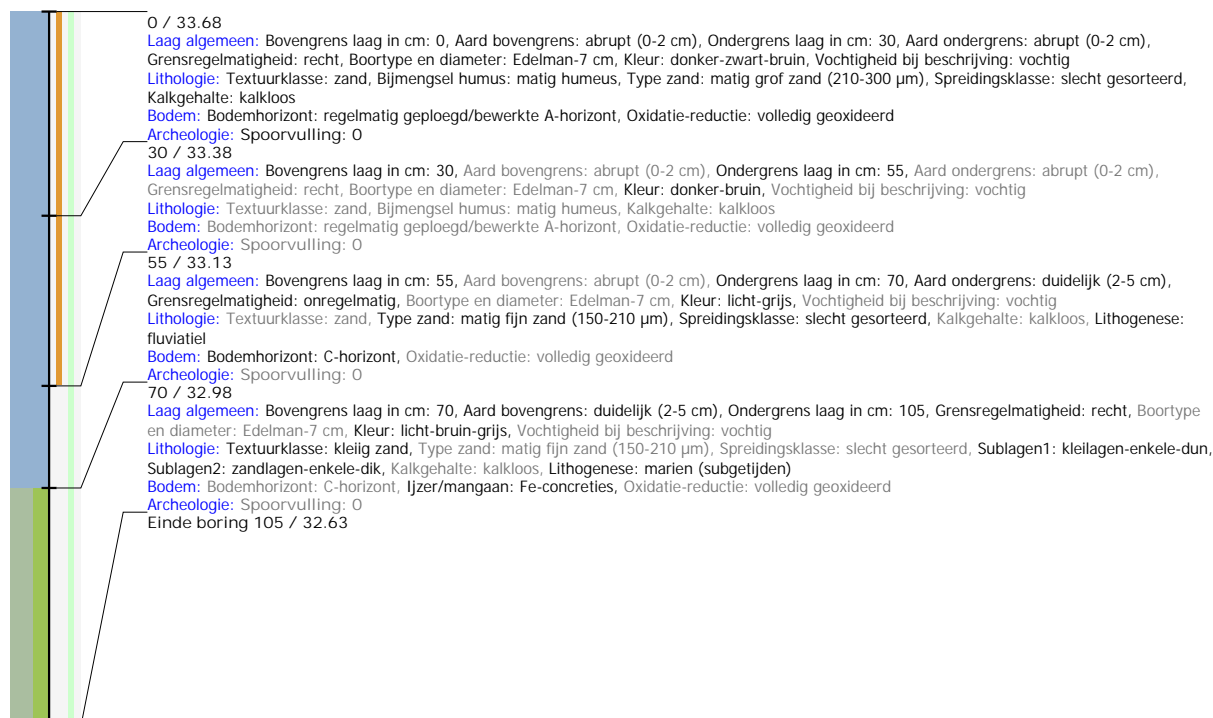 0 / 33.68
Laag algemeen: Bovengrens laag in cm: 0, Aard bovengrens: abrupt (0-2 cm), Ondergrens laag in cm: 30, Aard ondergrens: abrupt (0-2 cm),
Grensregelmatigheid: recht, Boortype en diameter: Edelman-7 cm, Kleur: donker-zwart-bruin, Vochtigheid bij beschrijving: vochtig
Lithologie: Textuurklasse: zand, Bijmengsel humus: matig humeus, Type zand: matig grof zand (210-300 µm), Spreidingsklasse: slecht gesorteerd,
Kalkgehalte: kalkloos
Bodem: Bodemhorizont: regelmatig geploegd/bewerkte A-horizont, Oxidatie-reductie: volledig geoxideerd
Archeologie: Spoorvulling: 0
30 / 33.38
Laag algemeen: Bovengrens laag in cm: 30, Aard bovengrens: abrupt (0-2 cm), Ondergrens laag in cm: 55, Aard ondergrens: abrupt (0-2 cm),
Grensregelmatigheid: recht, Boortype en diameter: Edelman-7 cm, Kleur: donker-bruin, Vochtigheid bij beschrijving: vochtig
Lithologie: Textuurklasse: zand, Bijmengsel humus: matig humeus, Kalkgehalte: kalkloos
Bodem: Bodemhorizont: regelmatig geploegd/bewerkte A-horizont, Oxidatie-reductie: volledig geoxideerd
Archeologie: Spoorvulling: 0
55 / 33.13
Laag algemeen: Bovengrens laag in cm: 55, Aard bovengrens: abrupt (0-2 cm), Ondergrens laag in cm: 70, Aard ondergrens: duidelijk (2-5 cm),
Grensregelmatigheid: onregelmatig, Boortype en diameter: Edelman-7 cm, Kleur: licht-grijs, Vochtigheid bij beschrijving: vochtig
Lithologie: Textuurklasse: zand, Type zand: matig fijn zand (150-210 µm), Spreidingsklasse: slecht gesorteerd, Kalkgehalte: kalkloos, Lithogenese:
fluviatiel
Bodem: Bodemhorizont: C-horizont, Oxidatie-reductie: volledig geoxideerd
Archeologie: Spoorvulling: 0
70 / 32.98
Laag algemeen: Bovengrens laag in cm: 70, Aard bovengrens: duidelijk (2-5 cm), Ondergrens laag in cm: 105, Grensregelmatigheid: recht, Boortype
en diameter: Edelman-7 cm, Kleur: licht-bruin-grijs, Vochtigheid bij beschrijving: vochtig
Lithologie: Textuurklasse: kleiig zand, Type zand: matig fijn zand (150-210 µm), Spreidingsklasse: slecht gesorteerd, Sublagen1: kleilagen-enkele-dun,
Sublagen2: zandlagen-enkele-dik, Kalkgehalte: kalkloos, Lithogenese: marien (subgetijden)
Bodem: Bodemhorizont: C-horizont, Ijzer/mangaan: Fe-concreties, Oxidatie-reductie: volledig geoxideerd
Archeologie: Spoorvulling: 0
Einde boring 105 / 32.63